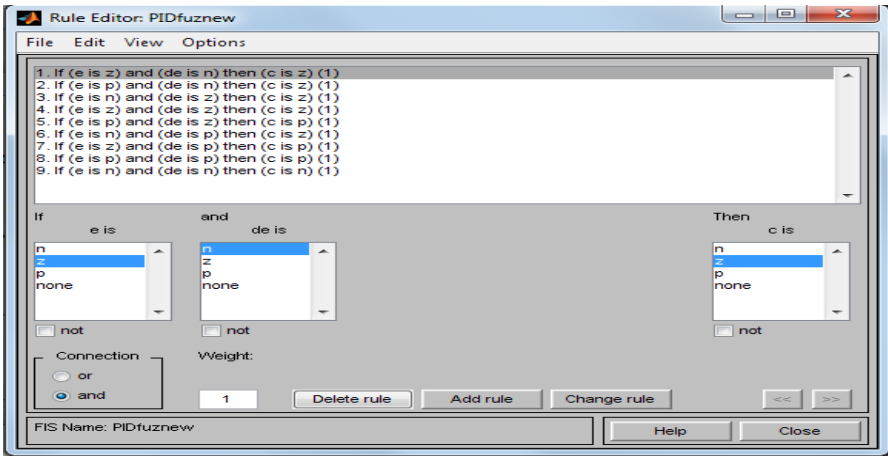 Rule Editor: PIDfuznew
File Edit View Options
1. If (e is z) and (de is n) then (c is z) (1)
2. If (e is p) and (de is n) then (c is z) (1)
3. If (e is n) and (de is z) then (c is z) (1)
4. If (e is z) and (de is z) then (c is z) (1)
5. If (e is p) and (de is z) then (c is p) (1)
6. If (e is n) and (de is p) then (c is z) (1)
7. If (e is z) and (de is p) then (c is p) (1)
8. If (e is p) and (de is p) then (c is p) (1)
9. If (e is n) and (de is n) then (c is n) (1)
If and Then
e is de is c is
n n n
z z z
p p p
none none none
not not not
Connection Weight:
or
and 1 Delete rule Add rule Change rule << >>
FIS Name: PIDfuznew Help Close